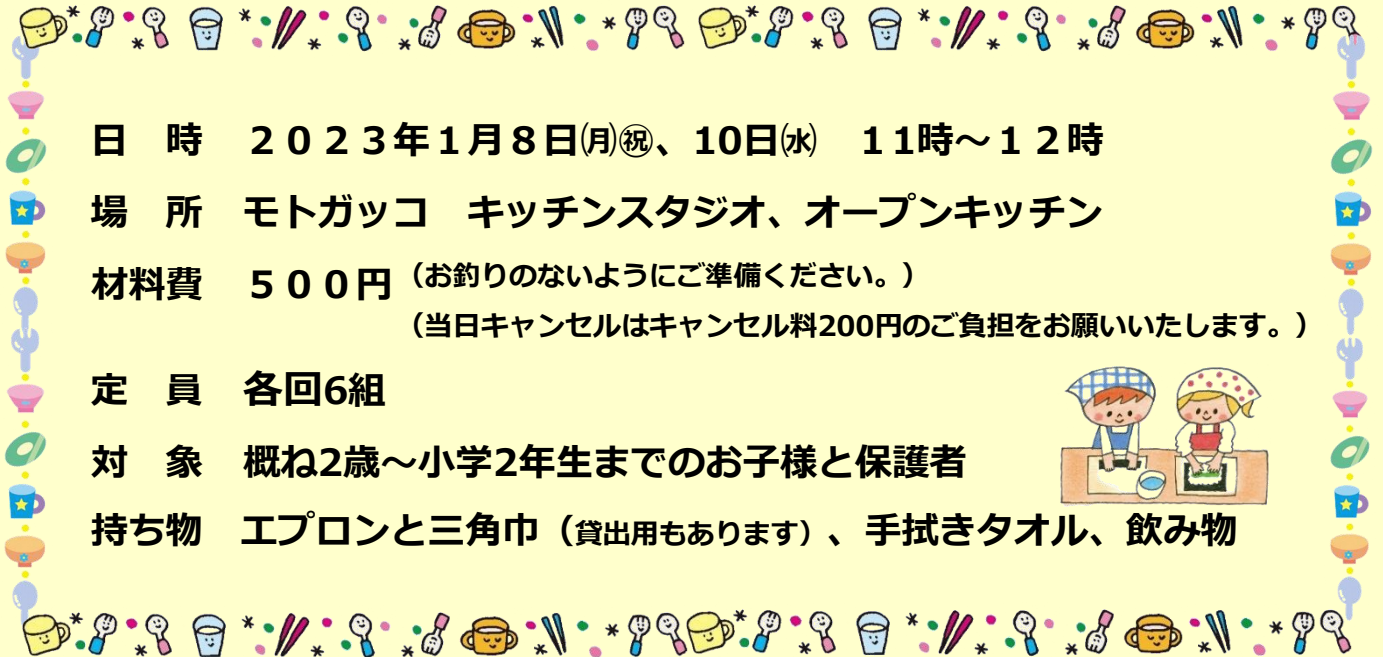 日　時　２０２３年１月８日㈪㊗、10日㈬　１1時～１２時
場　所　モトガッコ　キッチンスタジオ、オープンキッチン
材料費　５００円（お釣りのないようにご準備ください。）
（当日キャンセルはキャンセル料200円のご負担をお願いいたします。）
定　員　各回6組
対　象　概ね2歳～小学2年生までのお子様と保護者
持ち物　エプロンと三角巾（貸出用もあります）、手拭きタオル、飲み物